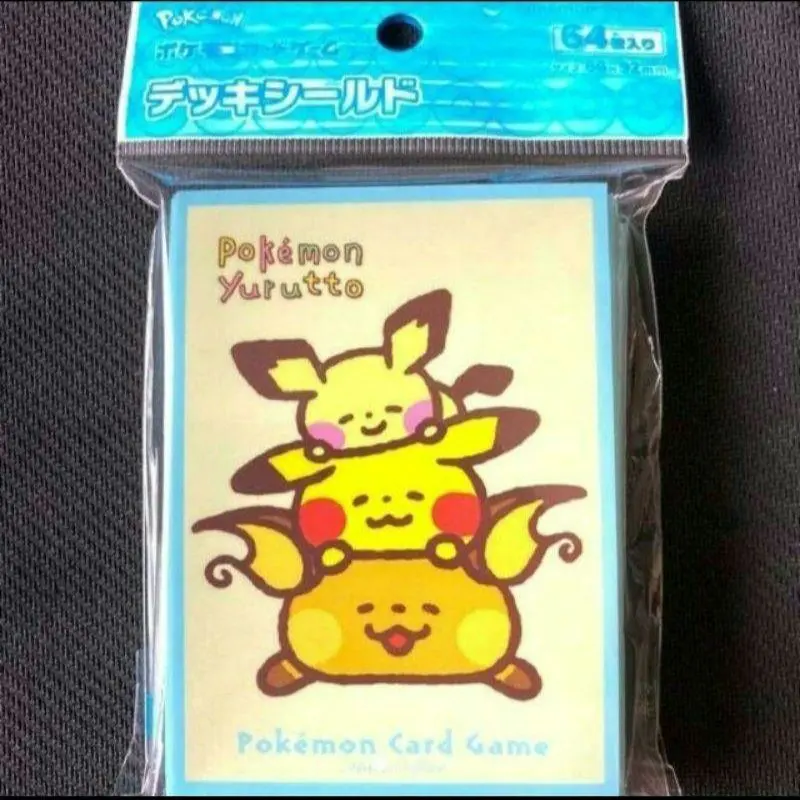 Pokémon
ポケモンカードゲーム
64枚入り
デッキシールド
Pokémon
Yurutto
Pokémon Card Game